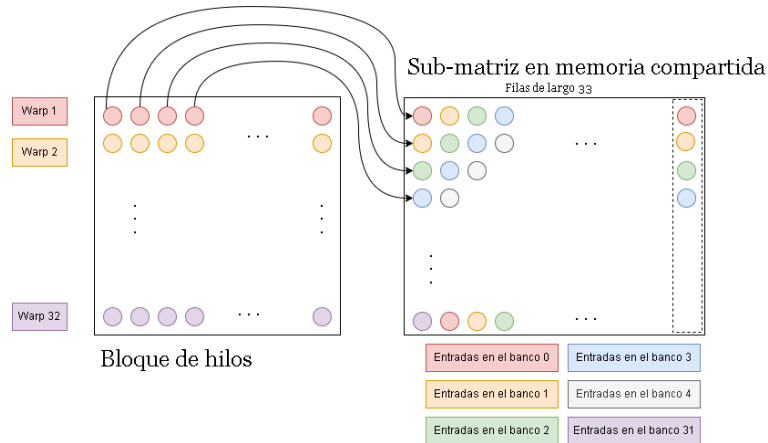 Sub-matriz en memoria compartida
Filas de largo 33
Warp 1
Warp 2
Warp 32
Bloque de hilos
Entradas en el banco 0
Entradas en el banco 3
Entradas en el banco 1
Entradas en el banco 4
Entradas en el banco 2
Entradas en el banco 31